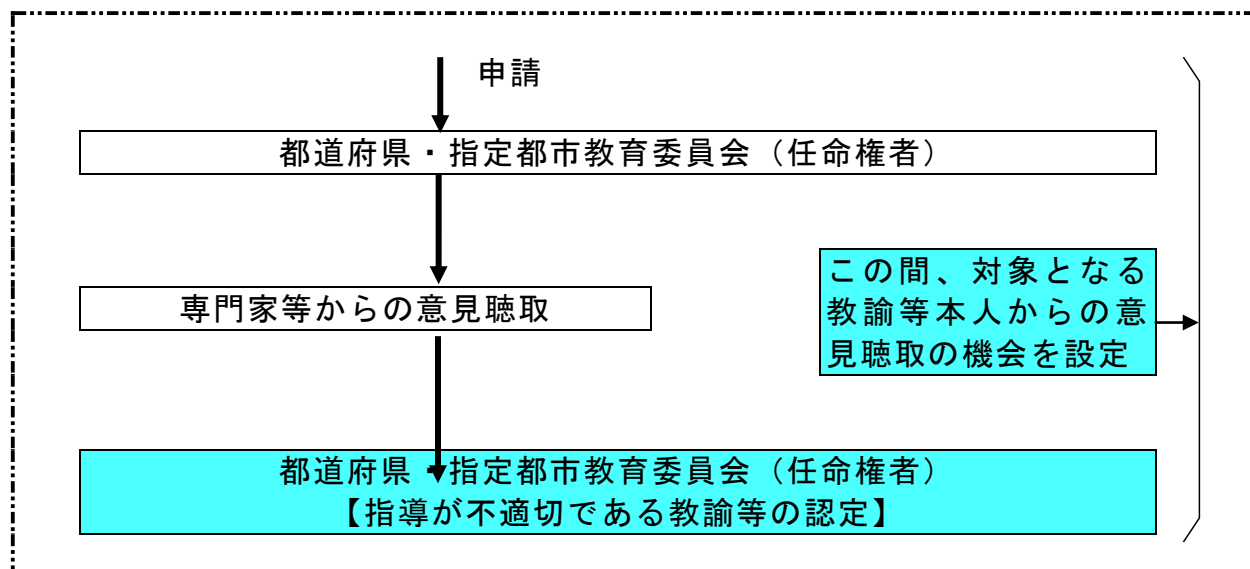 申請
都道府県・指定都市教育委員会（任命権者）
専門家等からの意見聴取
この間、対象となる
教諭等本人からの意
見聴取の機会を設定
都道府県・指定都市教育委員会（任命権者）
【指導が不適切である教諭等の認定】